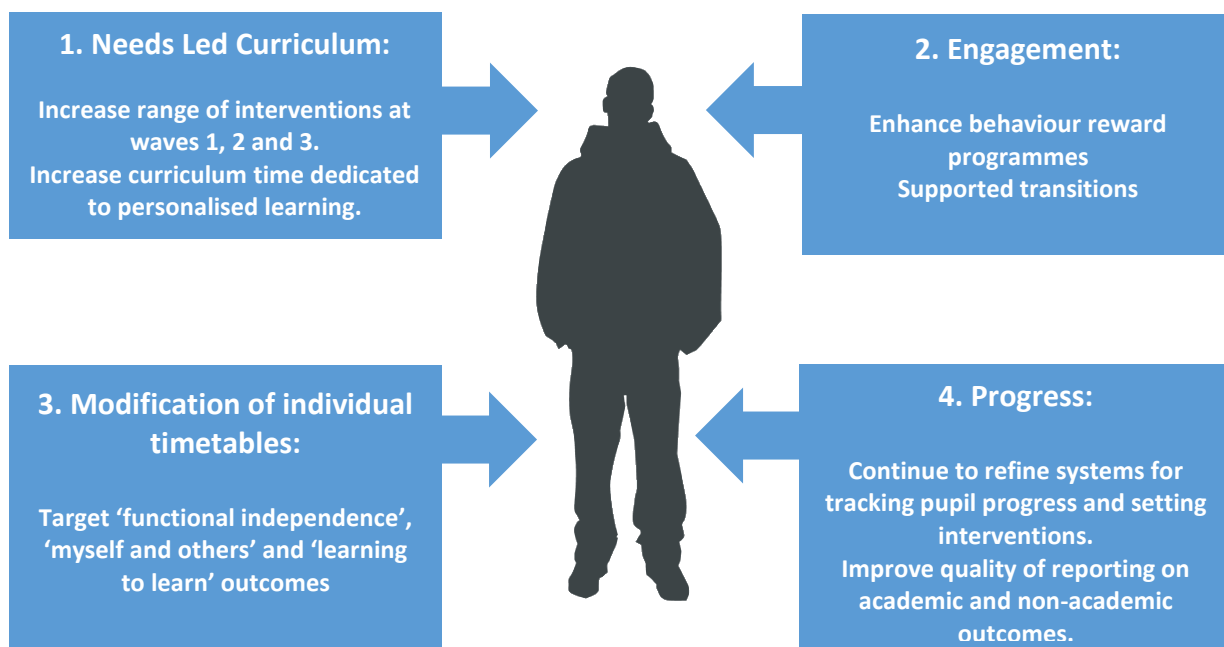 1. Needs Led Curriculum:
Increase range of interventions at
waves 1, 2 and 3.
Increase curriculum time dedicated
to personalised learning.
2. Engagement:
Enhance behaviour reward
programmes
Supported transitions
3. Modification of individual
timetables:
Target ‘functional independence’,
‘myself and others’ and ‘learning
to learn’ outcomes
4. Progress:
Continue to refine systems for
tracking pupil progress and setting
interventions.
Improve quality of reporting on
academic and non-academic
outcomes.